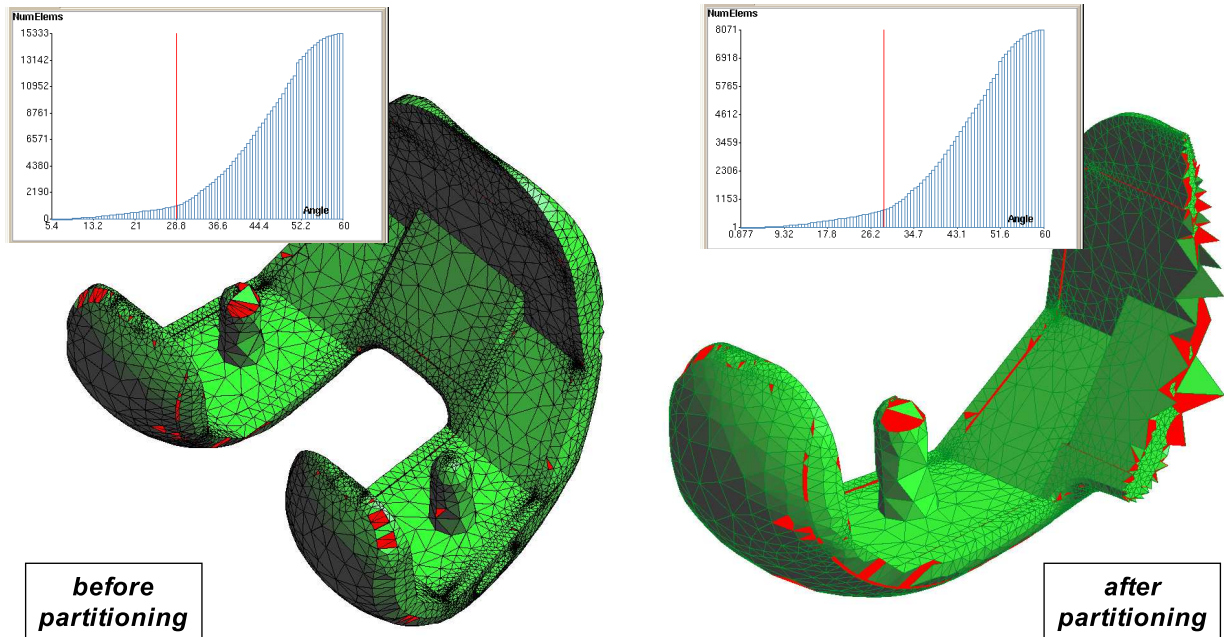 NumElems
15333
13142
10952
8761
6571
4380
2190
0
5.4 13.2 21 28.8 36.6 44.4 52.2 60
Angle
NumElems
8071
6918
5765
4612
3459
2306
1153
1
0.877 9.32 17.8 26.2 34.7 43.1 51.6 60
Angle
before
partitioning
after
partitioning